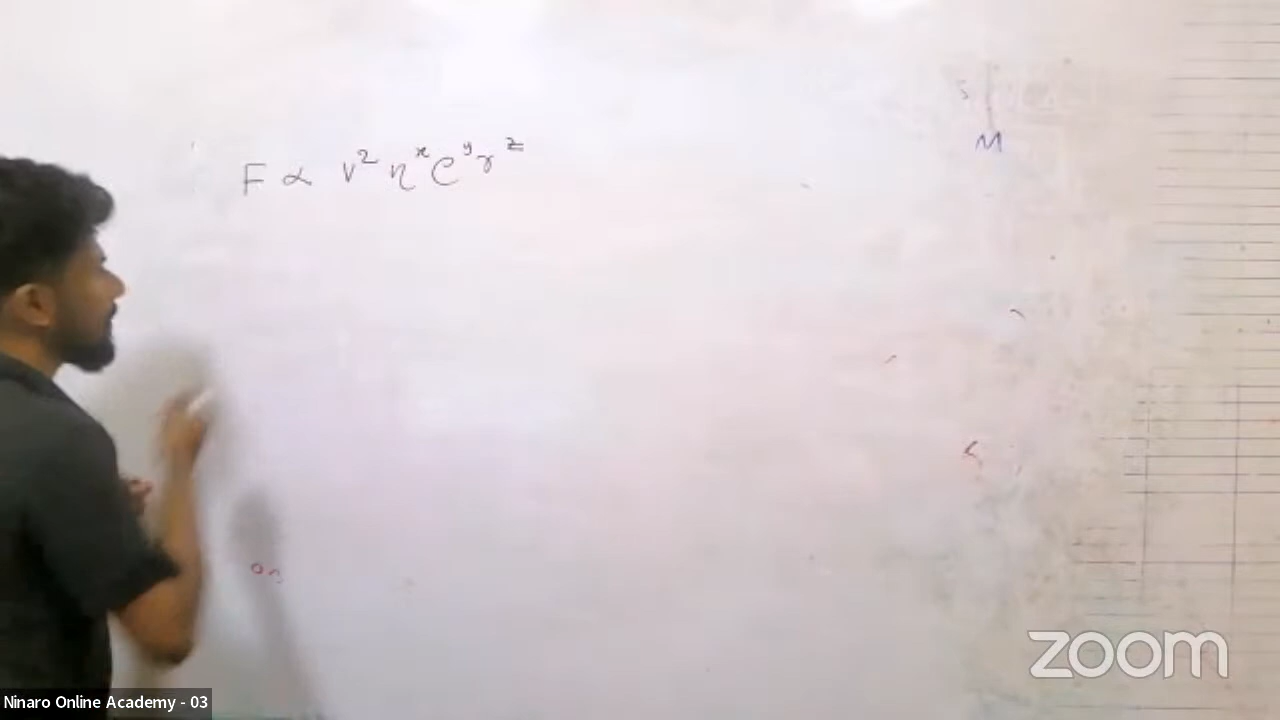 F ∝ v² η^x ρ^y r^z
M
zoom
Ninaro Online Academy - 03